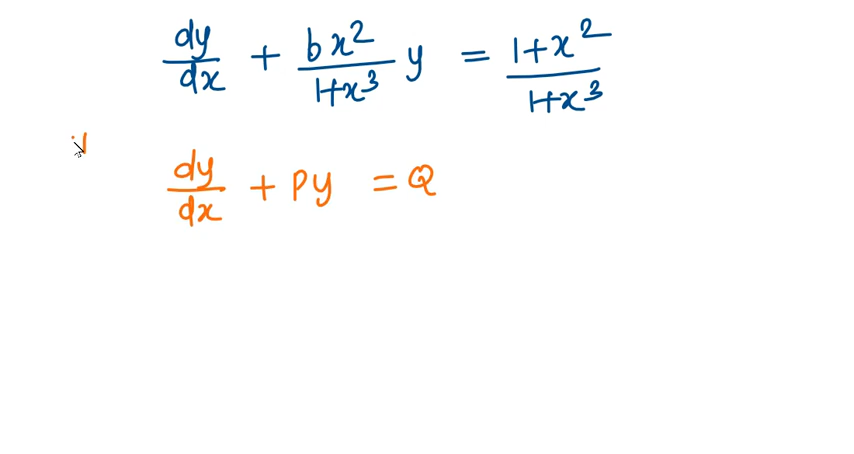 dy/dx + bx²/1+x³ y = 1+x²/1+x³
dy/dx + Py = Q